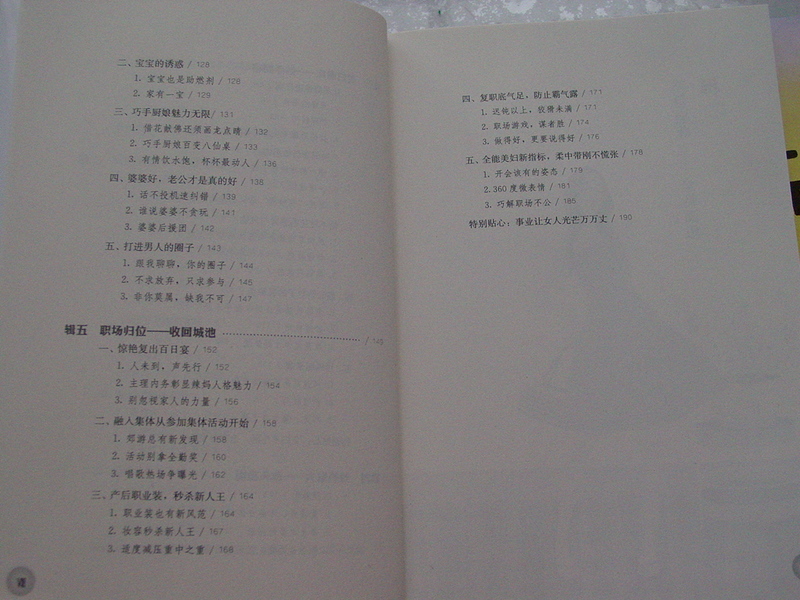 二、宝宝的诱惑 / 128
1. 宝宝也是助燃剂 / 128
2. 家有一宝 / 129
三、巧手厨娘魅力无限/ 131
1. 借花献佛还须画龙点睛 / 132
2. 巧手厨娘百变八仙桌 / 133
3. 有情饮水饱，杯杯最动人 / 136
四、婆婆好，老公才是真的好 / 138
1. 话不投机速纠错 / 139
2. 谁说婆婆不贪玩 / 141
3. 婆婆后援团 / 142
五、打进男人的圈子 / 143
1. 跟我聊聊，你的圈子 / 144
2. 不求放弃，只求参与 / 145
3. 非你莫属，缺我不可 / 147
辑五 职场归位——收回城池 / 149
一、惊艳复出百日宴 / 152
1. 人未到，声先行 / 152
2. 主理内务彰显辣妈人格魅力 / 154
3. 别忽视家人的力量 / 156
二、融入集体从参加集体活动开始 / 158
1. 郊游总有新发现 / 158
2. 活动别拿全勤奖 / 160
3. 唱歌热场争曝光 / 162
三、产后职业装，秒杀新人王 / 164
1. 职业装也有新风范 / 164
2. 妆容秒杀新人王 / 167
3. 适度减压重中之重 / 168
四、复职底气足，防止霸气露 / 171
1. 迟钝以上，狡猾未满 / 171
2. 职场游戏，谋者胜 / 174
3. 做得好，更要说得好 / 176
五、全能美妇新指标，柔中带刚不慌张 / 178
1. 开会该有的姿态 / 179
2. 360度微表情 / 181
3. 巧解职场不公 / 185
特别贴心：事业让女人光芒万万丈 / 190